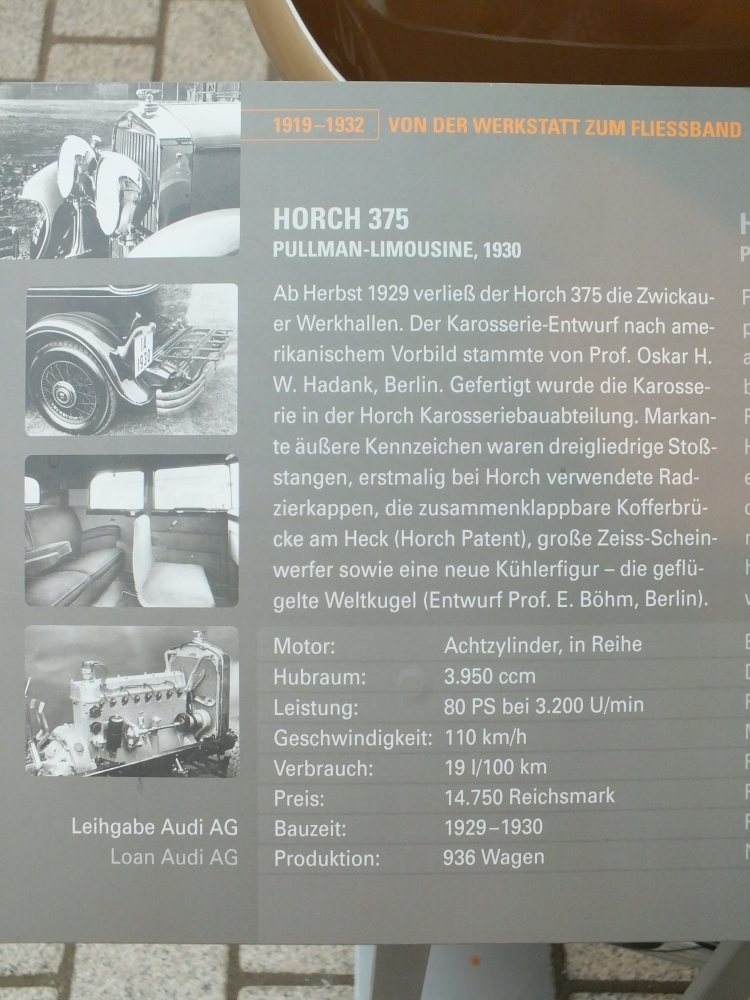 1919–1932 VON DER WERKSTATT ZUM FLIESSBAND
HORCH 375
PULLMAN-LIMOUSINE, 1930
Ab Herbst 1929 verließ der Horch 375 die Zwickau-
er Werkhallen. Der Karosserie-Entwurf nach ame-
rikanischem Vorbild stammte von Prof. Oskar H.
W. Hadank, Berlin. Gefertigt wurde die Karosse-
rie in der Horch Karosseriebauabteilung. Markan-
te äußere Kennzeichen waren dreigliedrige Stoß-
stangen, erstmalig bei Horch verwendete Rad-
zierkappen, die zusammenklappbare Kofferbrü-
cke am Heck (Horch Patent), große Zeiss-Schein-
werfer sowie eine neue Kühlerfigur – die geflü-
gelte Weltkugel (Entwurf Prof. E. Böhm, Berlin).
Motor: Achtzylinder, in Reihe
Hubraum: 3.950 ccm
Leistung: 80 PS bei 3.200 U/min
Geschwindigkeit: 110 km/h
Verbrauch: 19 l/100 km
Preis: 14.750 Reichsmark
Bauzeit: 1929–1930
Produktion: 936 Wagen
Leihgabe Audi AG
Loan Audi AG